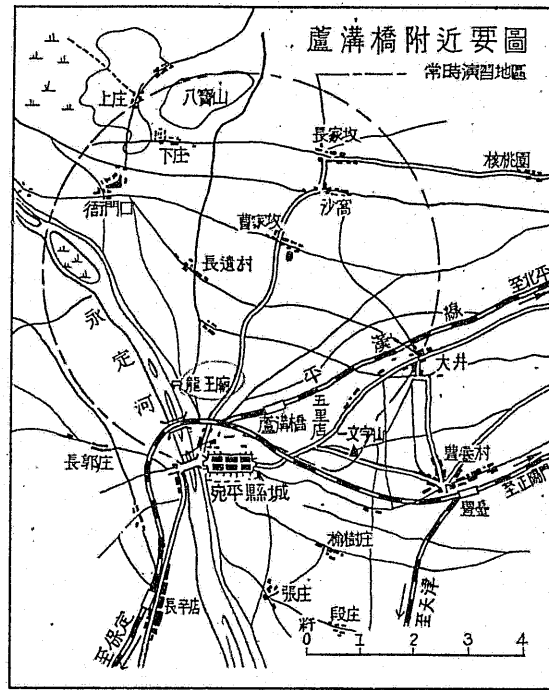 蘆溝橋附近要圖
常時演習地區
上庄
八寶山
下庄
長家坟
核桃園
衙門口
沙窩
曹家坟
長遠村
至北平
平漢線
永定河
龍王廟
大井
五里店
蘆溝橋
一文字山
長郭庄
宛平縣城
豐臺村
豐臺
至正陽門
榆樹庄
張庄
段庄
長辛店
至保定
至天津
粁
0 1 2 3 4